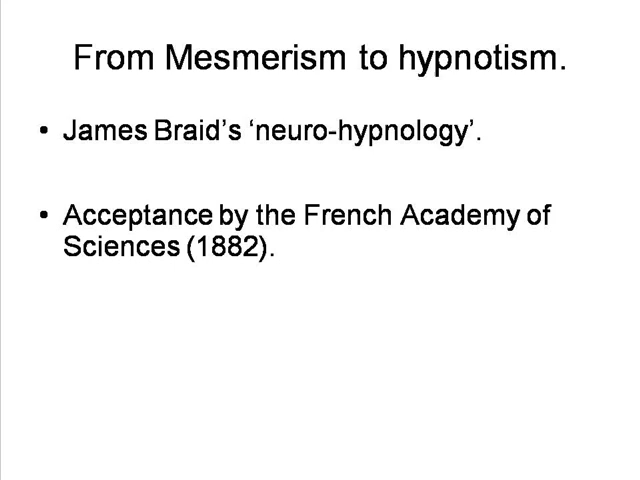 From Mesmerism to hypnotism.
• James Braid’s ‘neuro-hypnology’.
• Acceptance by the French Academy of
Sciences (1882).